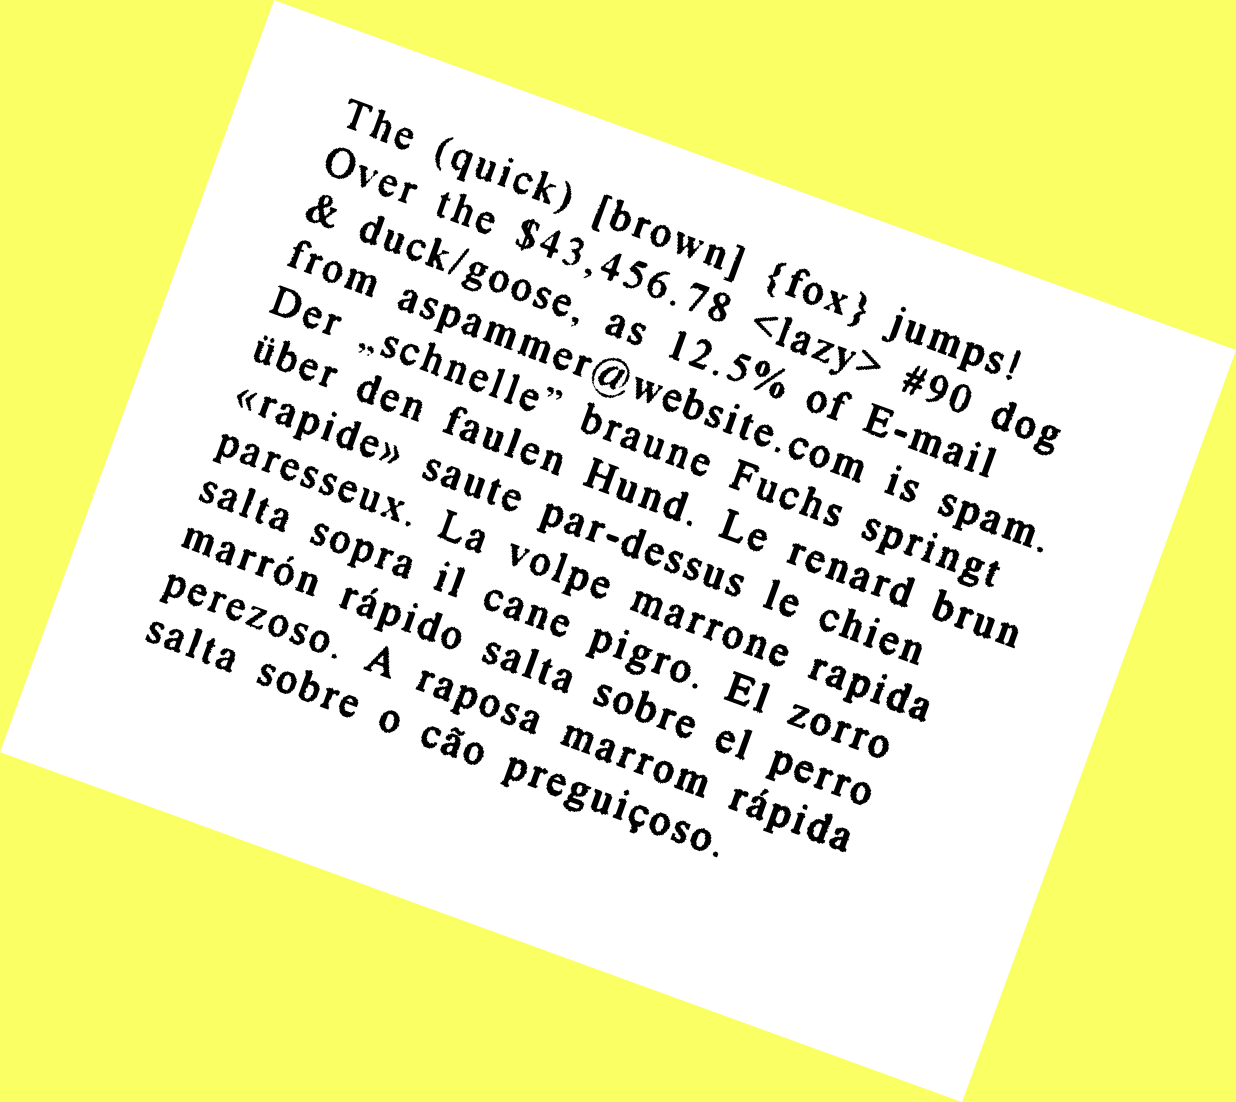 The (quick) [brown] {fox} jumps!
Over the $43,456.78 <lazy> #90 dog
& duck/goose, as 12.5% of E-mail
from aspammer@website.com is spam.
Der „schnelle” braune Fuchs springt
über den faulen Hund. Le renard brun
«rapide» saute par-dessus le chien
paresseux. La volpe marrone rapida
salta sopra il cane pigro. El zorro
marrón rápido salta sobre el perro
perezoso. A raposa marrom rápida
salta sobre o cão preguiçoso.